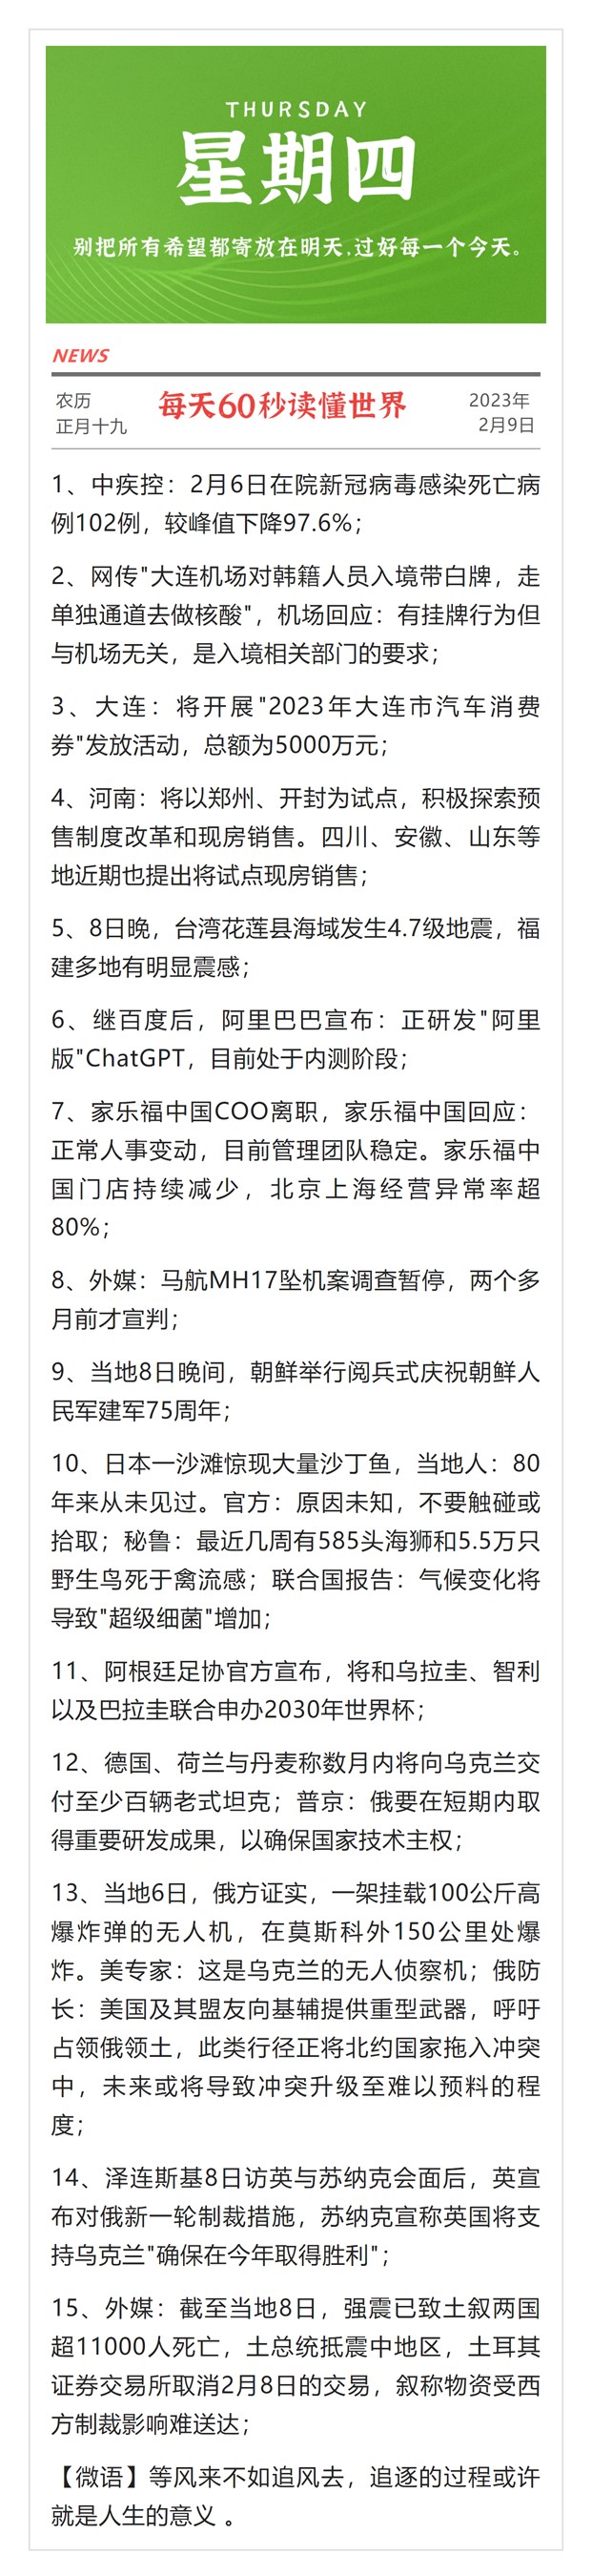 THURSDAY
星期四
别把所有希望都寄放在明天,过好每一个今天。
NEWS
农历
正月十九
每天60秒读懂世界
2023年
2月9日
1、中疾控：2月6日在院新冠病毒感染死亡病
例102例，较峰值下降97.6%；
2、网传"大连机场对韩籍人员入境带白牌，走
单独通道去做核酸"，机场回应：有挂牌行为但
与机场无关，是入境相关部门的要求；
3、大连：将开展"2023年大连市汽车消费
券"发放活动，总额为5000万元；
4、河南：将以郑州、开封为试点，积极探索预
售制度改革和现房销售。四川、安徽、山东等
地近期也提出将试点现房销售；
5、8日晚，台湾花莲县海域发生4.7级地震，福
建多地有明显震感；
6、继百度后，阿里巴巴宣布：正研发"阿里
版"ChatGPT，目前处于内测阶段；
7、家乐福中国COO离职，家乐福中国回应：
正常人事变动，目前管理团队稳定。家乐福中
国门店持续减少，北京上海经营异常率超
80%；
8、外媒：马航MH17坠机案调查暂停，两个多
月前才宣判；
9、当地8日晚间，朝鲜举行阅兵式庆祝朝鲜人
民军建军75周年；
10、日本一沙滩惊现大量沙丁鱼，当地人：80
年来从未见过。官方：原因未知，不要触碰或
拾取；秘鲁：最近几周有585头海狮和5.5万只
野生鸟死于禽流感；联合国报告：气候变化将
导致"超级细菌"增加；
11、阿根廷足协官方宣布，将和乌拉圭、智利
以及巴拉圭联合申办2030年世界杯；
12、德国、荷兰与丹麦称数月内将向乌克兰交
付至少百辆老式坦克；普京：俄要在短期内取
得重要研发成果，以确保国家技术主权；
13、当地6日，俄方证实，一架挂载100公斤高
爆炸弹的无人机，在莫斯科外150公里处爆
炸。美专家：这是乌克兰的无人侦察机；俄防
长：美国及其盟友向基辅提供重型武器，呼吁
占领俄领土，此类行径正将北约国家拖入冲突
中，未来或将导致冲突升级至难以预料的程
度；
14、泽连斯基8日访英与苏纳克会面后，英宣
布对俄新一轮制裁措施，苏纳克宣称英国将支
持乌克兰"确保在今年取得胜利"；
15、外媒：截至当地8日，强震已致土叙两国
超11000人死亡，土总统抵震中地区，土耳其
证券交易所取消2月8日的交易，叙称物资受西
方制裁影响难送达；
【微语】等风来不如追风去，追逐的过程或许
就是人生的意义 。